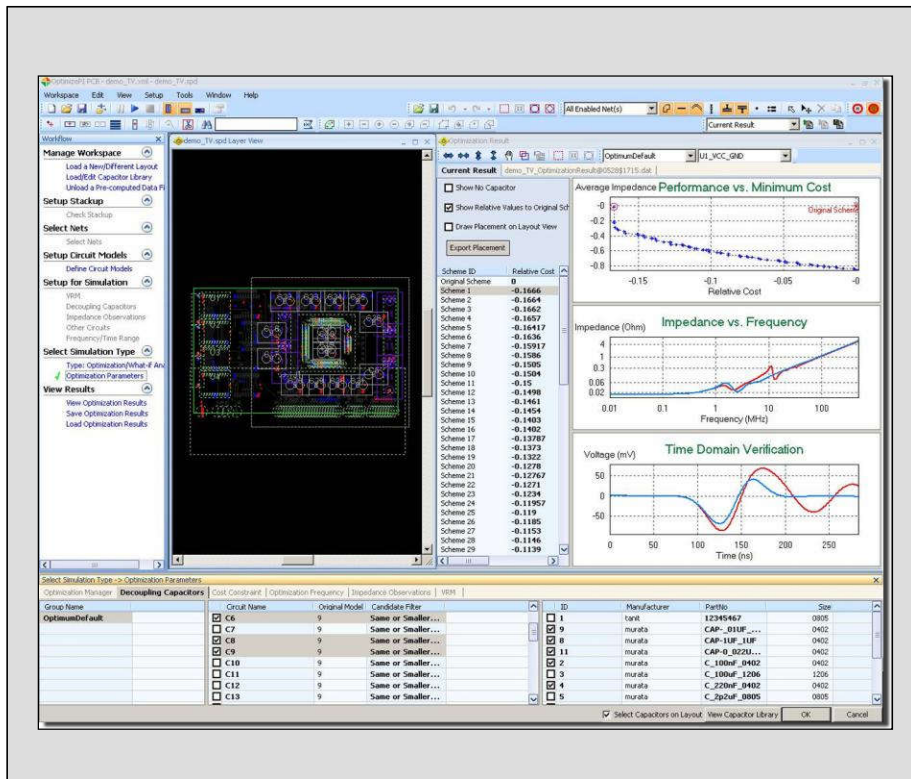 OptimizePI PCB - demo_TV.xml - demo_TV.spd
Workspace Edit View Setup Tools Window Help
All Enabled Net(s)
Current Result
Workflow
Manage Workspace
Load a New/Different Layout
Load/Edit Capacitor Library
Unload a Pre-computed Data Fi
Setup Stackup
Check Stackup
Select Nets
Select Nets
Setup Circuit Models
Define Circuit Models
Setup for Simulation
VRM
Decoupling Capacitors
Impedance Observations
Other Circuits
Frequency/Time Range
Select Simulation Type
Type: Optimization/What-if Ana
Optimization Parameters
View Results
View Optimization Results
Save Optimization Results
Load Optimization Results
demo_TV.spd Layer View
Optimization Result
OptimumDefault U1_VCC_GND
Current Result demo_TV_OptimizationResult@0528$1715.dat
Show No Capacitor
Show Relative Values to Original Sch
Draw Placement on Layout View
Export Placement
Scheme ID Relative Cost
Original Scheme 0
Scheme 1 -0.1666
Scheme 2 -0.1664
Scheme 3 -0.1662
Scheme 4 -0.1657
Scheme 5 -0.16417
Scheme 6 -0.1636
Scheme 7 -0.15917
Scheme 8 -0.1586
Scheme 9 -0.1505
Scheme 10 -0.1504
Scheme 11 -0.15
Scheme 12 -0.1498
Scheme 13 -0.1461
Scheme 14 -0.1454
Scheme 15 -0.1403
Scheme 16 -0.1402
Scheme 17 -0.13787
Scheme 18 -0.1373
Scheme 19 -0.1322
Scheme 20 -0.1278
Scheme 21 -0.12767
Scheme 22 -0.1271
Scheme 23 -0.1234
Scheme 24 -0.11957
Scheme 25 -0.119
Scheme 26 -0.1185
Scheme 27 -0.1153
Scheme 28 -0.1146
Scheme 29 -0.1139
Average Impedance Performance vs. Minimum Cost
Original Scheme
-0
-0.2
-0.4
-0.6
-0.8
-0.15 -0.1 -0.05 -0
Relative Cost
Impedance (Ohm) Impedance vs. Frequency
4
1
0.3
0.06
0.02
0.01 0.1 1 10 100
Frequency (MHz)
Voltage (mV) Time Domain Verification
50
0
-50
0 50 100 150 200 250
Time (ns)
Select Simulation Type -> Optimization Parameters
Optimization Manager Decoupling Capacitors Cost Constraint Optimization Frequency Impedance Observations VRM
Group Name
OptimumDefault
Circuit Name Original Model Candidate Filter
C6 9 Same or Smaller...
C7 9 Same or Smaller...
C8 9 Same or Smaller...
C9 9 Same or Smaller...
C10 9 Same or Smaller...
C11 9 Same or Smaller...
C12 9 Same or Smaller...
C13 9 Same or Smaller...
ID Manufacturer PartNo Size
1 tanit 12345467 0805
9 murata CAP-_01UF_... 0402
8 murata CAP-1UF_1UF 0402
11 murata CAP-0_022U... 0402
2 murata C_100nF_0402 0402
3 murata C_100uF_1206 1206
4 murata C_220nF_0402 0402
5 murata C_2p2uF_0805 0805
Select Capacitors on Layout View Capacitor Library OK Cancel